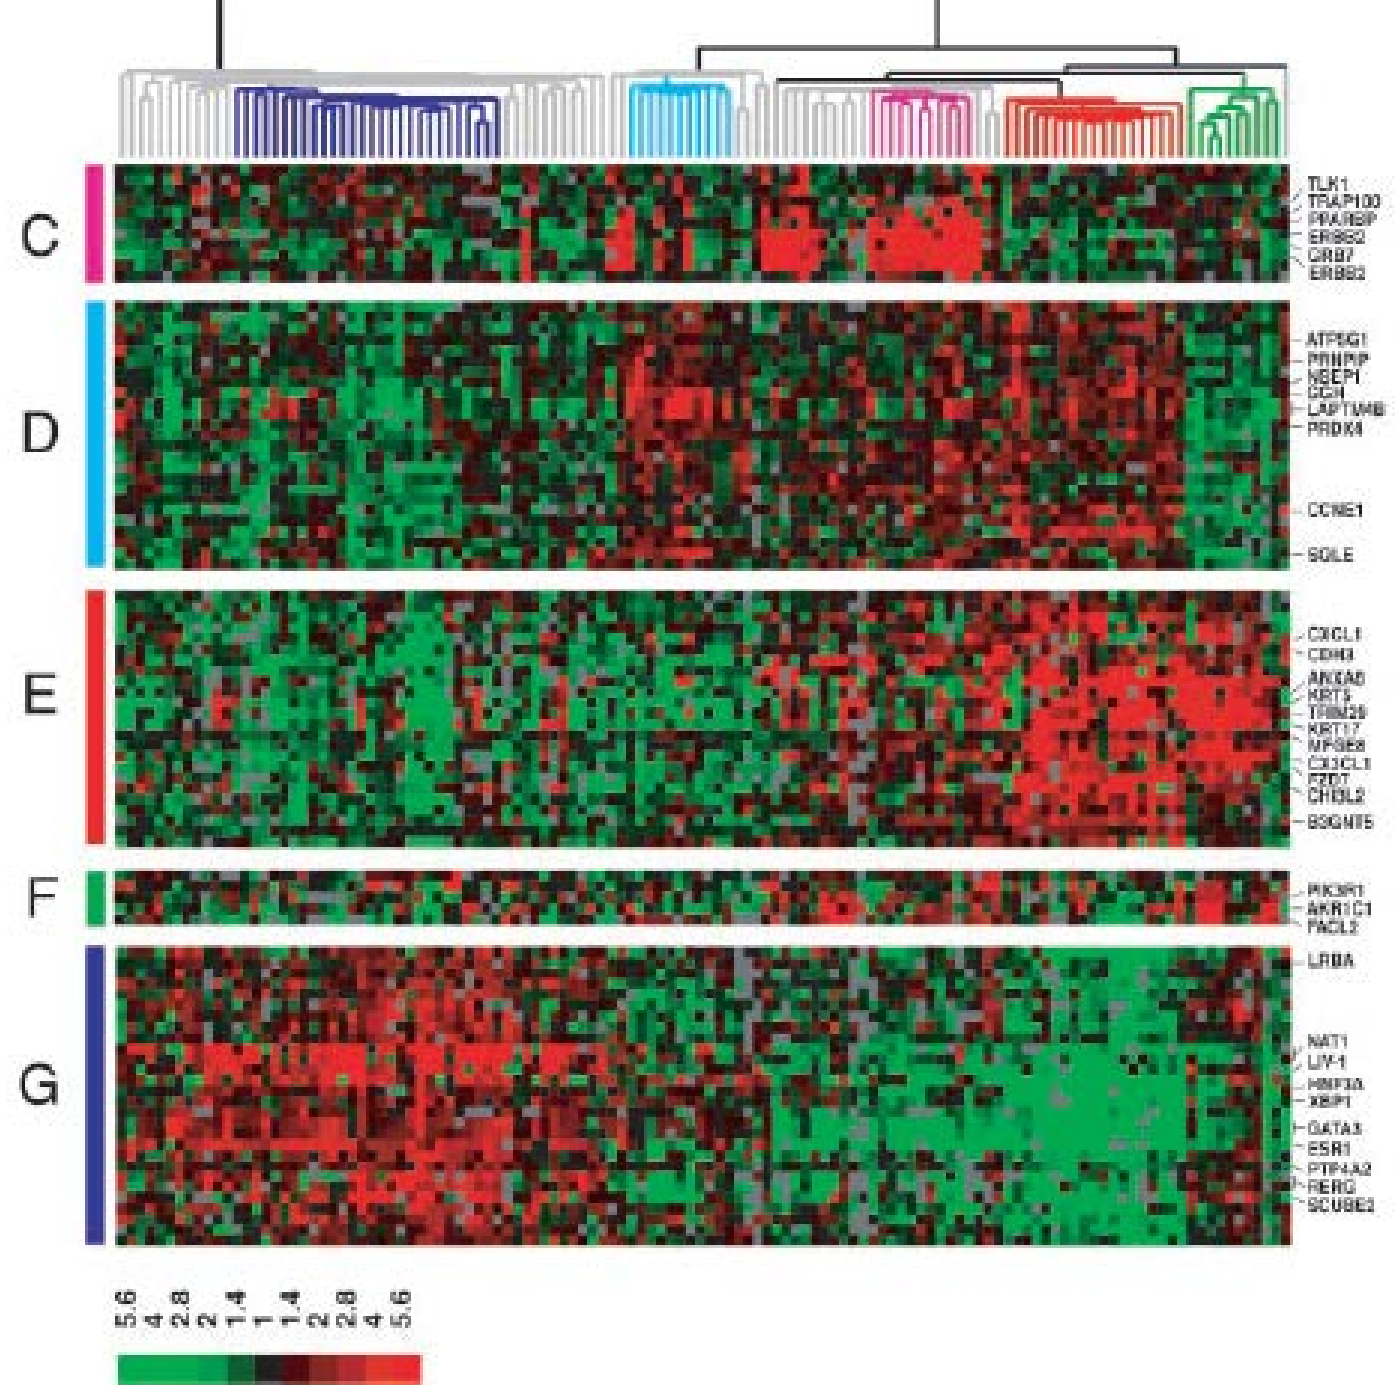 C
TLK1
TRAP100
PPARBP
ERBB2
GRB7
ERBB2
D
ATP5G1
PRNPIP
NSEP1
GGH
LAPTM4B
PRDX4
CCNE1
SQLE
E
CXCL1
CDH3
ANXA8
KRT5
TRIM29
KRT17
MFGE8
CX3CL1
FZD7
CHI3L2
B3GNT5
F
PIK3R1
AKR1C1
FACL2
G
LRBA
NAT1
LIV-1
HNF3A
XBP1
GATA3
ESR1
PTP4A2
RERG
SCUBE2
5.6 4 2.8 2 1.4 1 1.4 2 2.8 4 5.6